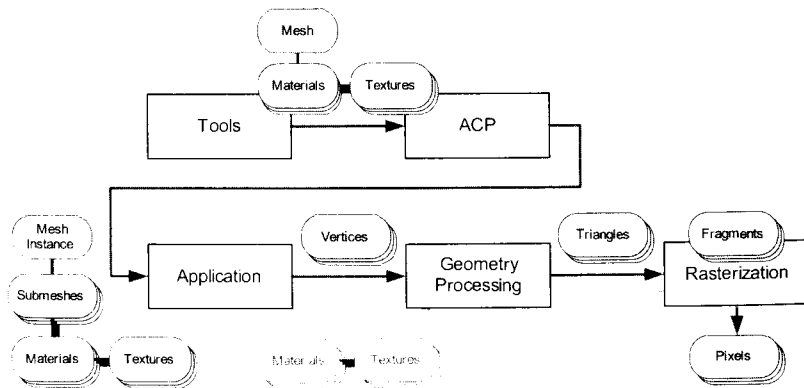 Mesh
Materials
Textures
Tools
ACP
Mesh
Instance
Submeshes
Materials
Textures
Application
Vertices
Geometry
Processing
Triangles
Fragments
Rasterization
Materials
Textures
Pixels